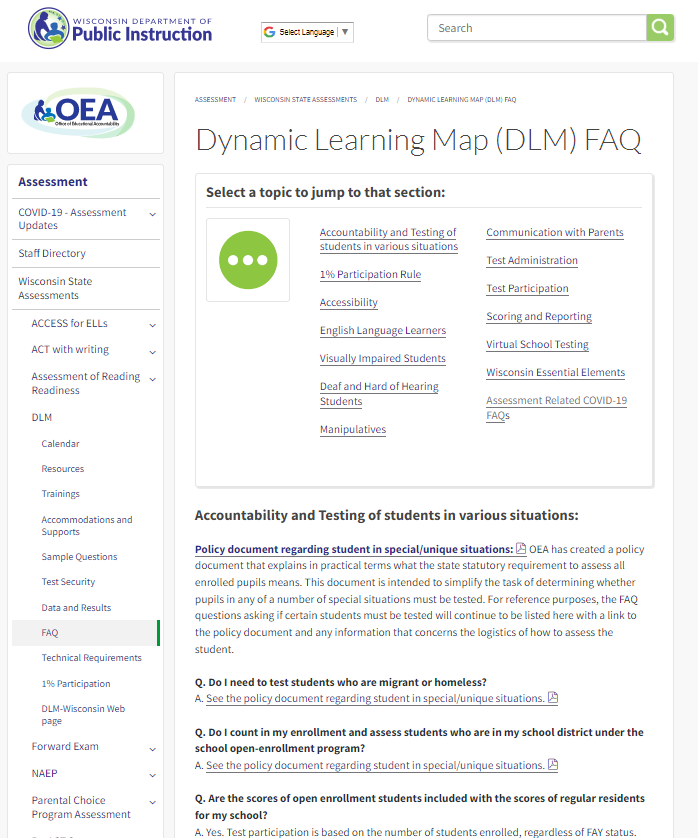 WISCONSIN DEPARTMENT OF
Public Instruction
Select Language ▼
Search
OEA
Office of Educational Accountability
Assessment
COVID-19 - Assessment
Updates
Staff Directory
Wisconsin State
Assessments
ACCESS for ELLs
ACT with writing
Assessment of Reading
Readiness
DLM
Calendar
Resources
Trainings
Accommodations and
Supports
Sample Questions
Test Security
Data and Results
FAQ
Technical Requirements
1% Participation
DLM-Wisconsin Web
page
Forward Exam
NAEP
Parental Choice
Program Assessment
ASSESSMENT / WISCONSIN STATE ASSESSMENTS / DLM / DYNAMIC LEARNING MAP (DLM) FAQ
Dynamic Learning Map (DLM) FAQ
Select a topic to jump to that section:
Accountability and Testing of
students in various situations
1% Participation Rule
Accessibility
English Language Learners
Visually Impaired Students
Deaf and Hard of Hearing
Students
Manipulatives
Communication with Parents
Test Administration
Test Participation
Scoring and Reporting
Virtual School Testing
Wisconsin Essential Elements
Assessment Related COVID-19
FAQs
Accountability and Testing of students in various situations:
Policy document regarding student in special/unique situations: OEA has created a policy
document that explains in practical terms what the state statutory requirement to assess all
enrolled pupils means. This document is intended to simplify the task of determining whether
pupils in any of a number of special situations must be tested. For reference purposes, the FAQ
questions asking if certain students must be tested will continue to be listed here with a link to
the policy document and any information that concerns the logistics of how to assess the
student.
Q. Do I need to test students who are migrant or homeless?
A. See the policy document regarding student in special/unique situations.
Q. Do I count in my enrollment and assess students who are in my school district under the
school open-enrollment program?
A. See the policy document regarding student in special/unique situations.
Q. Are the scores of open enrollment students included with the scores of regular residents
for my school?
A. Yes. Test participation is based on the number of students enrolled, regardless of FAY status.